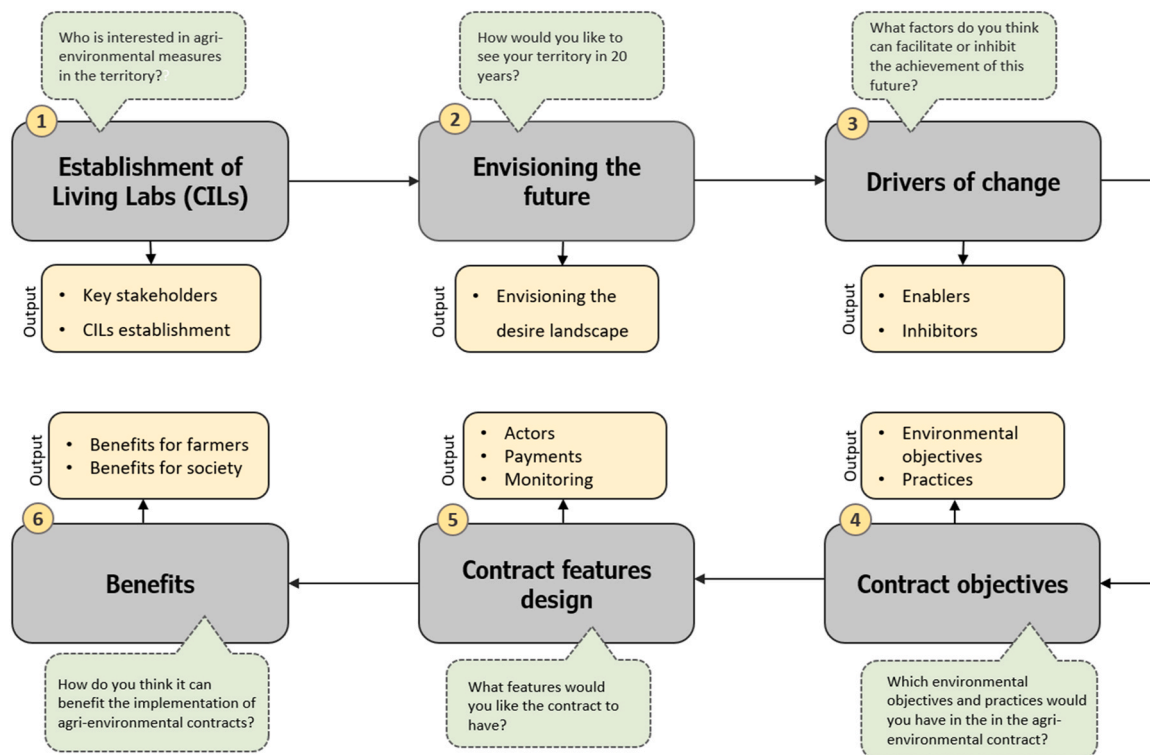 Who is interested in agri-
environmental measures
in the territory?
How would you like to
see your territory in 20
years?
What factors do you think
can facilitate or inhibit
the achievement of this
future?
1
Establishment of
Living Labs (CILs)
2
Envisioning the
future
3
Drivers of change
Output
• Key stakeholders
• CILs establishment
Output
• Envisioning the
desire landscape
Output
• Enablers
• Inhibitors
Output
• Benefits for farmers
• Benefits for society
Output
• Actors
• Payments
• Monitoring
Output
• Environmental
objectives
• Practices
6
Benefits
5
Contract features
design
4
Contract objectives
How do you think it can
benefit the implementation of
agri-environmental contracts?
What features would
you like the contract to
have?
Which environmental
objectives and practices would
you have in the in the agri-
environmental contract?